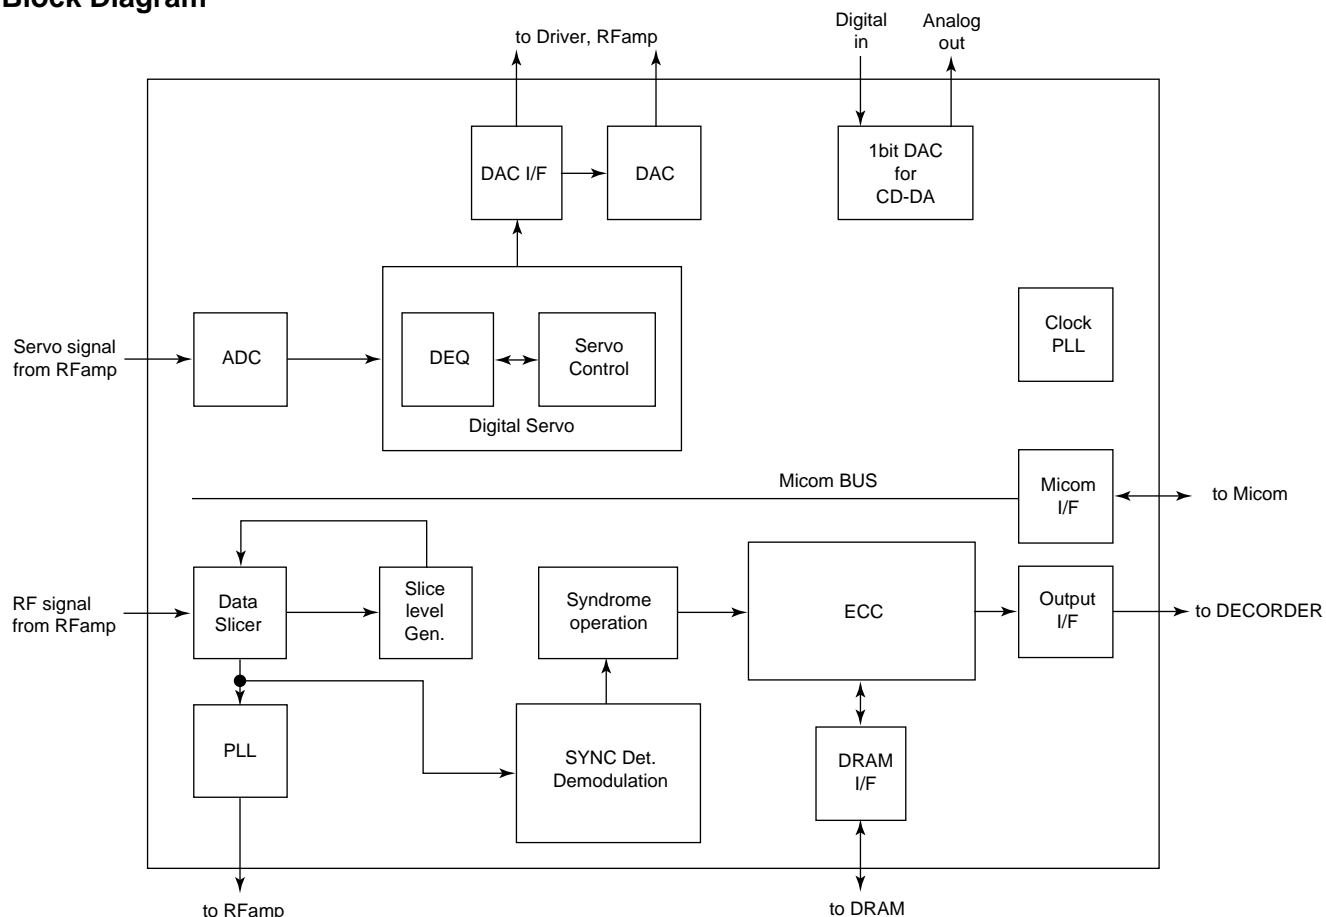 Block Diagram
to Driver, RFamp
Digital
in
Analog
out
DAC I/F
DAC
1bit DAC
for
CD-DA
Servo signal
from RFamp
ADC
DEQ
Servo
Control
Digital Servo
Clock
PLL
Micom BUS
Micom
I/F
to Micom
RF signal
from RFamp
Data
Slicer
Slice
level
Gen.
Syndrome
operation
ECC
Output
I/F
to DECORDER
PLL
SYNC Det.
Demodulation
DRAM
I/F
to RFamp
to DRAM